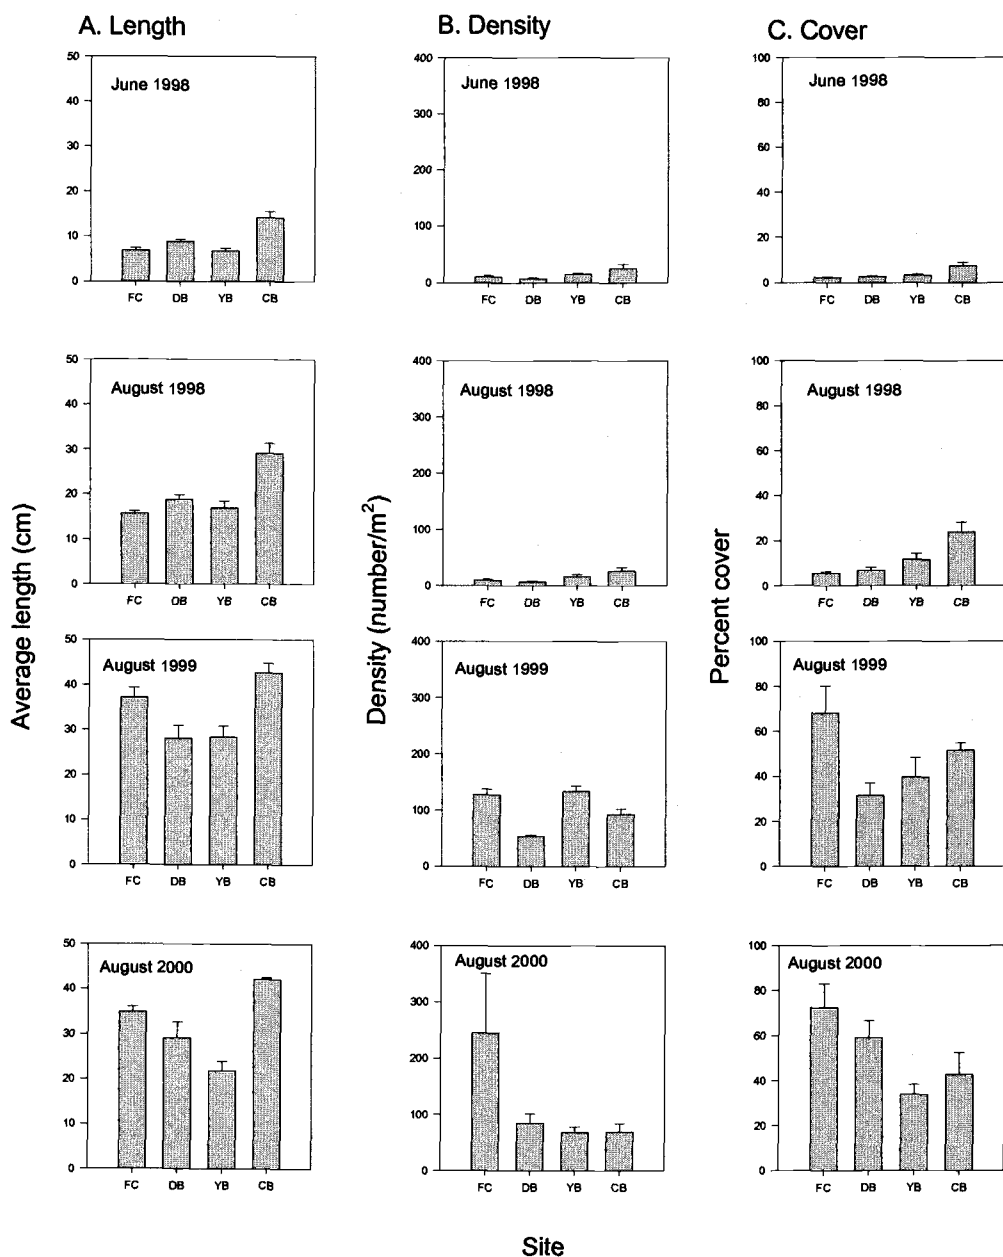 A. Length
B. Density
C. Cover
50
40
30
20
10
0
June 1998
FC DB YB CB
400
300
200
100
0
June 1998
FC DB YB CB
100
80
60
40
20
0
June 1998
FC DB YB CB
50
40
30
20
10
0
August 1998
FC DB YB CB
400
300
200
100
0
August 1998
FC DB YB CB
100
80
60
40
20
0
August 1998
FC DB YB CB
Average length (cm)
Density (number/m²)
Percent cover
50
40
30
20
10
0
August 1999
FC DB YB CB
400
300
200
100
0
August 1999
FC DB YB CB
100
80
60
40
20
0
August 1999
FC DB YB CB
50
40
30
20
10
0
August 2000
FC DB YB CB
400
300
200
100
0
August 2000
FC DB YB CB
100
80
60
40
20
0
August 2000
FC DB YB CB
Site